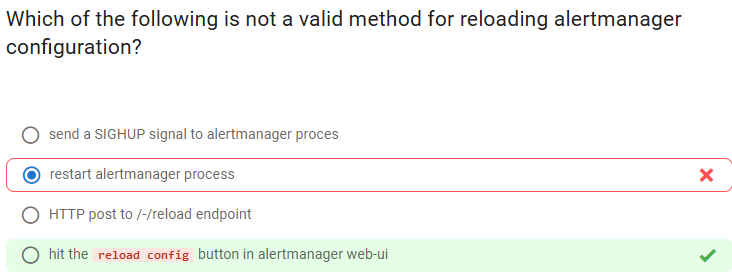 Which of the following is not a valid method for reloading alertmanager
configuration?
send a SIGHUP signal to alertmanager proces
restart alertmanager process
HTTP post to /-/reload endpoint
hit the reload config button in alertmanager web-ui